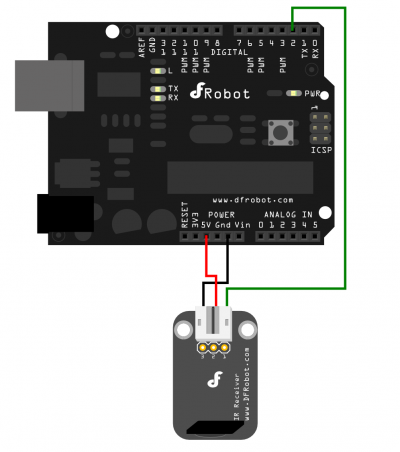 AREF
GND
13
12
11 PWM
10 PWM
9 PWM
8
7
6 PWM
5 PWM
4
3 PWM
2
TX 1
RX 0
DIGITAL
L
TX
RX
DFRobot
PWR
1
ICSP
www.dfrobot.com
RESET
3V3
5V
POWER
Gnd
Vin
ANALOG IN
0 1 2 3 4 5
3 2 1
IR Receiver
www.DFRobot.com